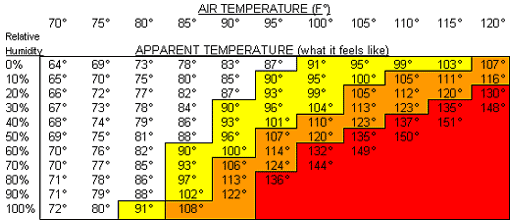 AIR TEMPERATURE (F°)
70° 75° 80° 85° 90° 95° 100° 105° 110° 115° 120°
Relative
Humidity APPARENT TEMPERATURE (what it feels like)
0% 64° 69° 73° 78° 83° 87° 91° 95° 99° 103° 107°
10% 65° 70° 75° 80° 85° 90° 95° 100° 105° 111° 116°
20% 66° 72° 77° 82° 87° 93° 99° 105° 112° 120° 130°
30% 67° 73° 78° 84° 90° 96° 104° 113° 123° 135° 148°
40% 68° 74° 79° 86° 93° 101° 110° 123° 137° 151°
50% 69° 75° 81° 88° 96° 107° 120° 135° 150°
60% 70° 76° 82° 90° 100° 114° 132° 149°
70% 70° 77° 85° 93° 106° 124° 144°
80% 71° 78° 86° 97° 113° 136°
90% 71° 79° 88° 102° 122°
100% 72° 80° 91° 108°